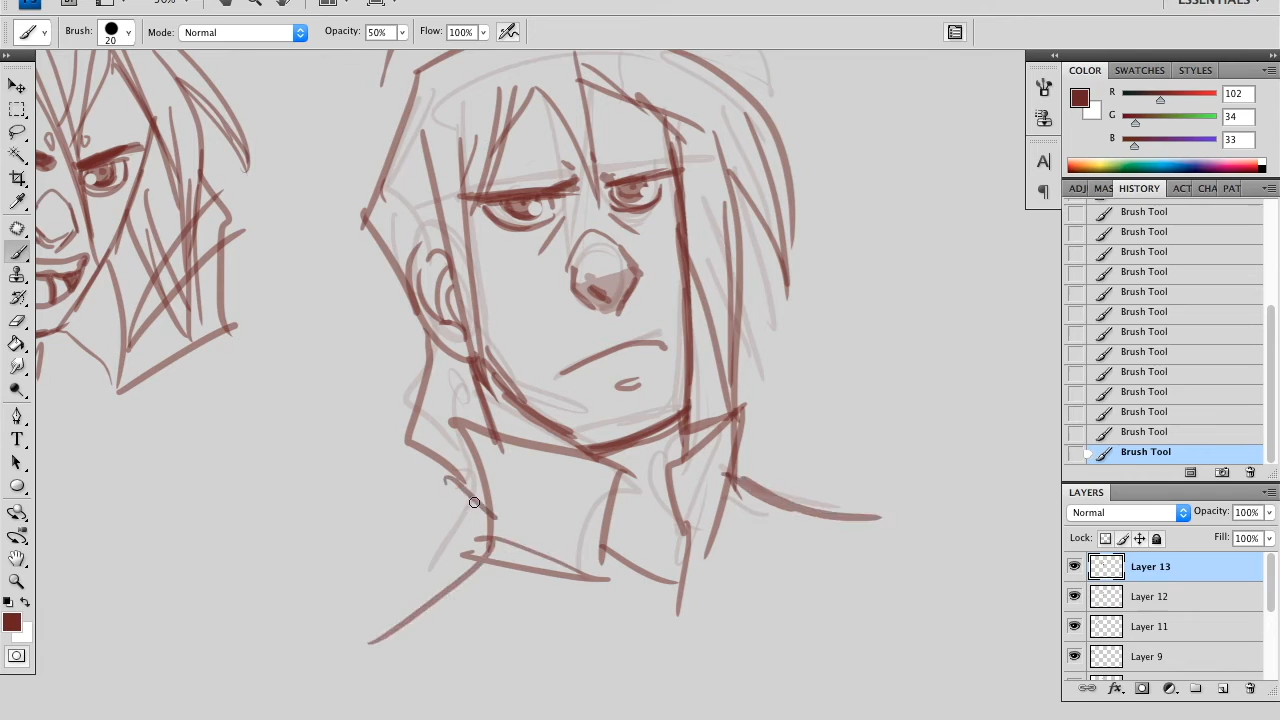 ESSENTIALS
Brush: 20 Mode: Normal Opacity: 50% Flow: 100%
COLOR SWATCHES STYLES
R 102
G 34
B 33
ADJ MAS HISTORY ACT CHA PAT
Brush Tool
Brush Tool
Brush Tool
Brush Tool
Brush Tool
Brush Tool
Brush Tool
Brush Tool
Brush Tool
Brush Tool
Brush Tool
Brush Tool
Brush Tool
LAYERS
Normal Opacity: 100%
Lock: Fill: 100%
Layer 13
Layer 12
Layer 11
Layer 9